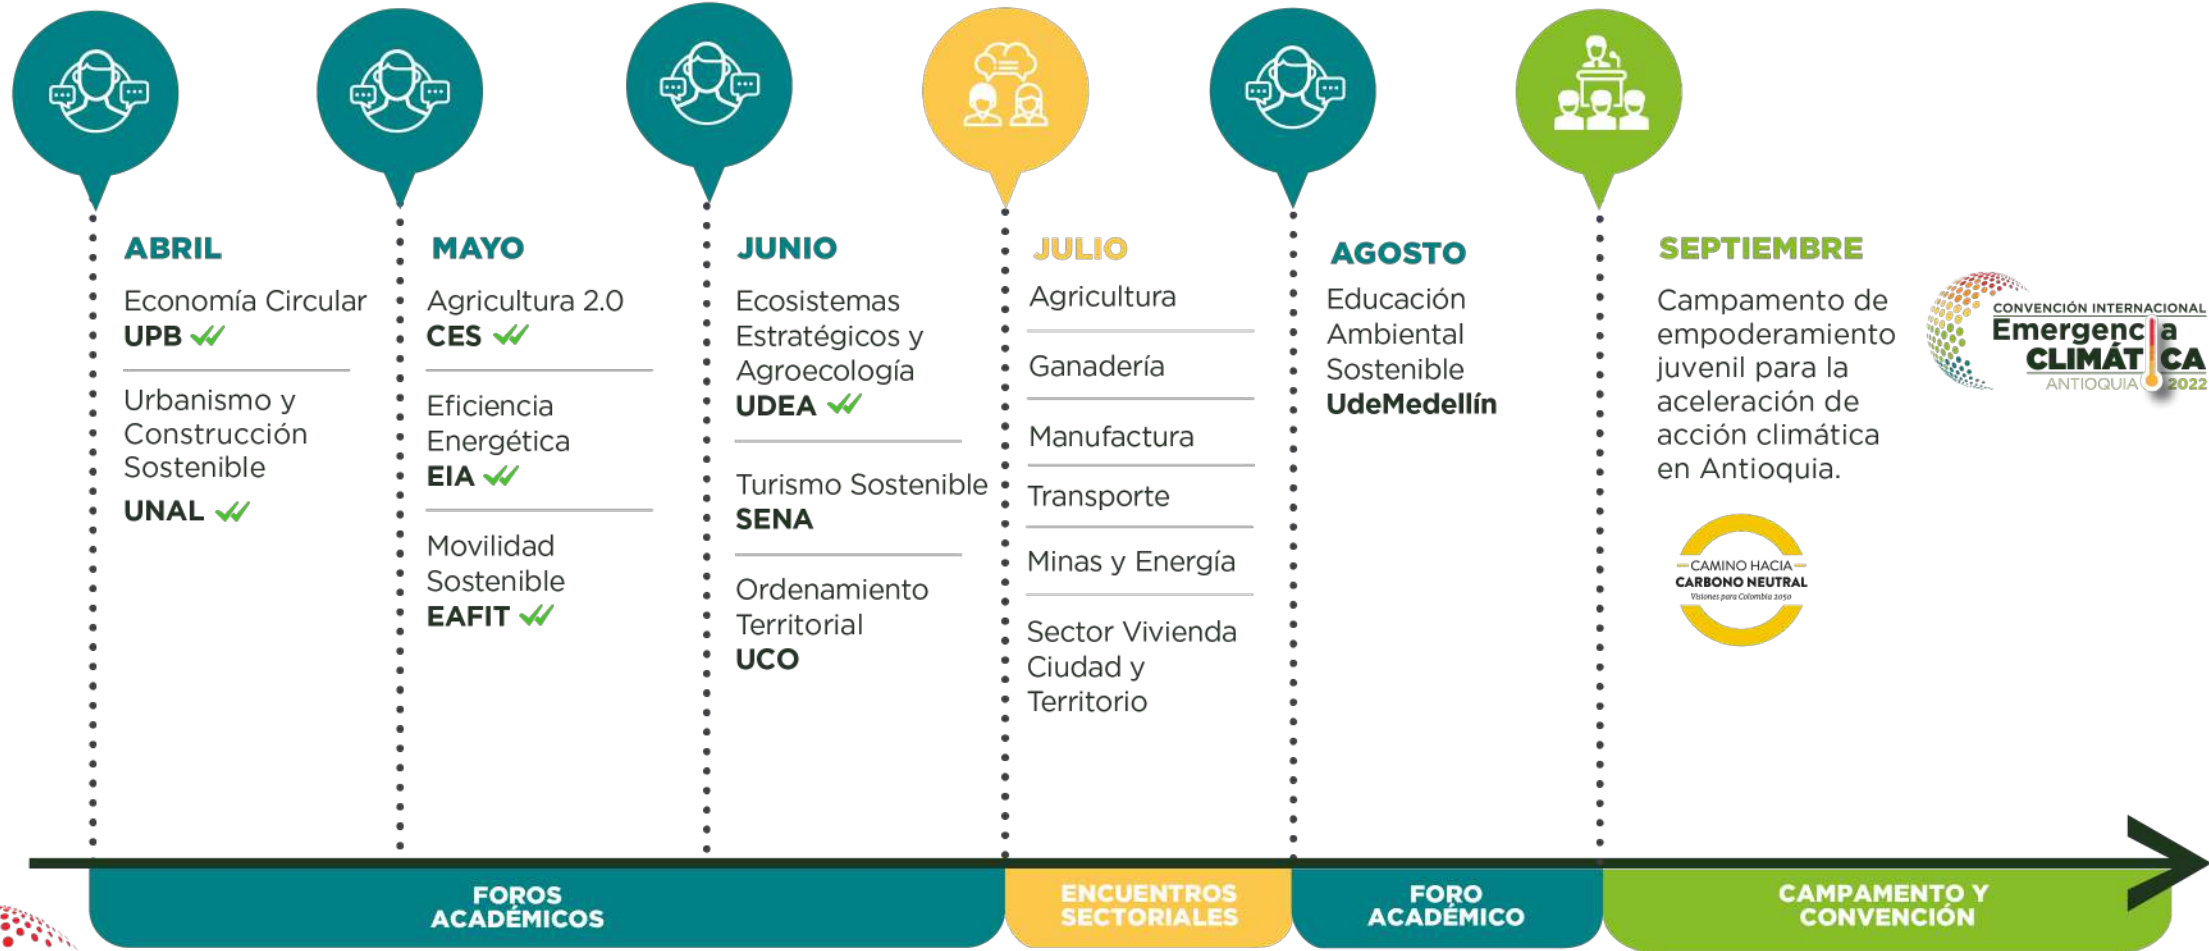 ABRIL
Economía Circular
UPB
Urbanismo y
Construcción
Sostenible
UNAL
MAYO
Agricultura 2.0
CES
Eficiencia
Energética
EIA
Movilidad
Sostenible
EAFIT
JUNIO
Ecosistemas
Estratégicos y
Agroecología
UDEA
Turismo Sostenible
SENA
Ordenamiento
Territorial
UCO
JULIO
Agricultura
Ganadería
Manufactura
Transporte
Minas y Energía
Sector Vivienda
Ciudad y
Territorio
AGOSTO
Educación
Ambiental
Sostenible
UdeMedellín
SEPTIEMBRE
Campamento de
empoderamiento
juvenil para la
aceleración de
acción climática
en Antioquia.
CAMINO HACIA
CARBONO NEUTRAL
Visiones para Colombia 2050
CONVENCIÓN INTERNACIONAL
Emergencia
CLIMÁTICA
ANTIOQUIA 2022
FOROS
ACADÉMICOS
ENCUENTROS
SECTORIALES
FORO
ACADÉMICO
CAMPAMENTO Y
CONVENCIÓN